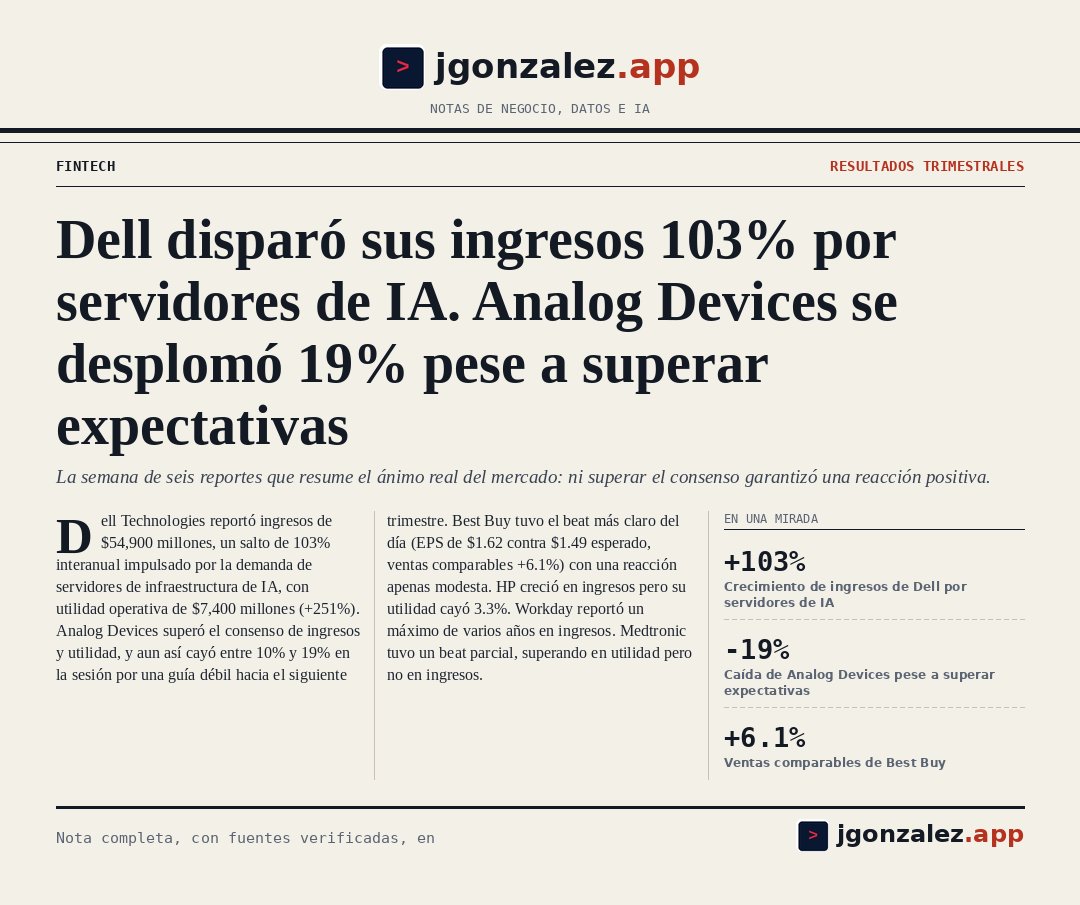 > jgonzalez.app
NOTAS DE NEGOCIO, DATOS E IA
FINTECH
RESULTADOS TRIMESTRALES
Dell disparó sus ingresos 103% por
servidores de IA. Analog Devices se
desplomó 19% pese a superar
expectativas
La semana de seis reportes que resume el ánimo real del mercado: ni superar el consenso garantizó una reacción positiva.
Dell Technologies reportó ingresos de
$54,900 millones, un salto de 103%
interanual impulsado por la demanda de
servidores de infraestructura de IA, con
utilidad operativa de $7,400 millones (+251%).
Analog Devices superó el consenso de ingresos
y utilidad, y aun así cayó entre 10% y 19% en
la sesión por una guía débil hacia el siguiente
trimestre. Best Buy tuvo el beat más claro del
día (EPS de $1.62 contra $1.49 esperado,
ventas comparables +6.1%) con una reacción
apenas modesta. HP creció en ingresos pero su
utilidad cayó 3.3%. Workday reportó un
máximo de varios años en ingresos. Medtronic
tuvo un beat parcial, superando en utilidad pero
no en ingresos.
EN UNA MIRADA
+103%
Crecimiento de ingresos de Dell por
servidores de IA
-19%
Caída de Analog Devices pese a superar
expectativas
+6.1%
Ventas comparables de Best Buy
Nota completa, con fuentes verificadas, en
> jgonzalez.app